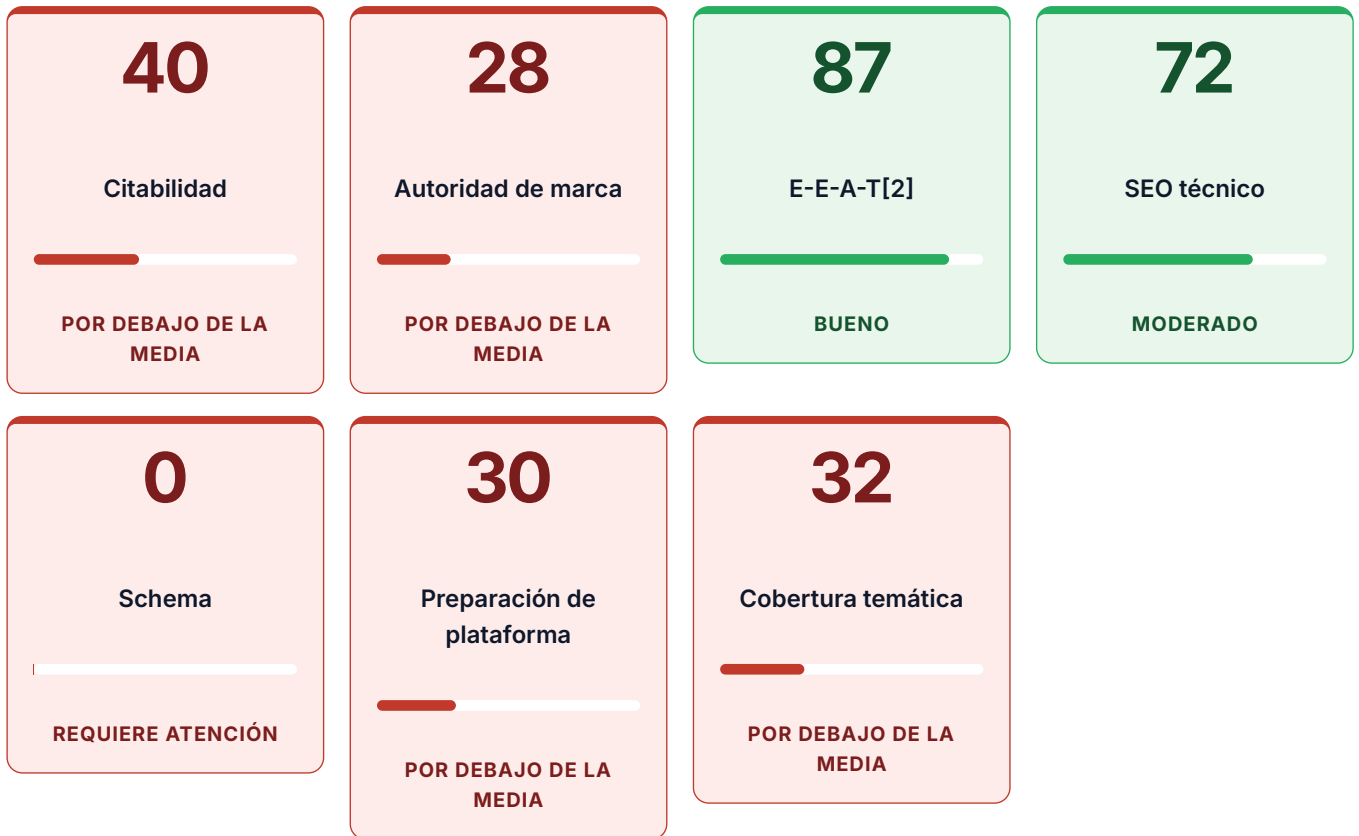 40
Citabilidad
POR DEBAJO DE LA
MEDIA
28
Autoridad de marca
POR DEBAJO DE LA
MEDIA
87
E-E-A-T[2]
BUENO
72
SEO técnico
MODERADO
0
Schema
REQUIERE ATENCIÓN
30
Preparación de
plataforma
POR DEBAJO DE LA
MEDIA
32
Cobertura temática
POR DEBAJO DE LA
MEDIA